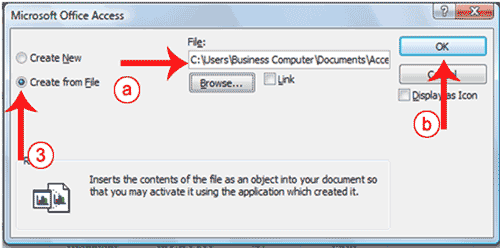 Microsoft Office Access
File:
Create New
C:\Users\Business Computer\Documents\Acce
OK
a
Create from File
Browse...
Link
Display as Icon
b
3
Inserts the contents of the file as an object into your document so
that you may activate it using the application which created it.